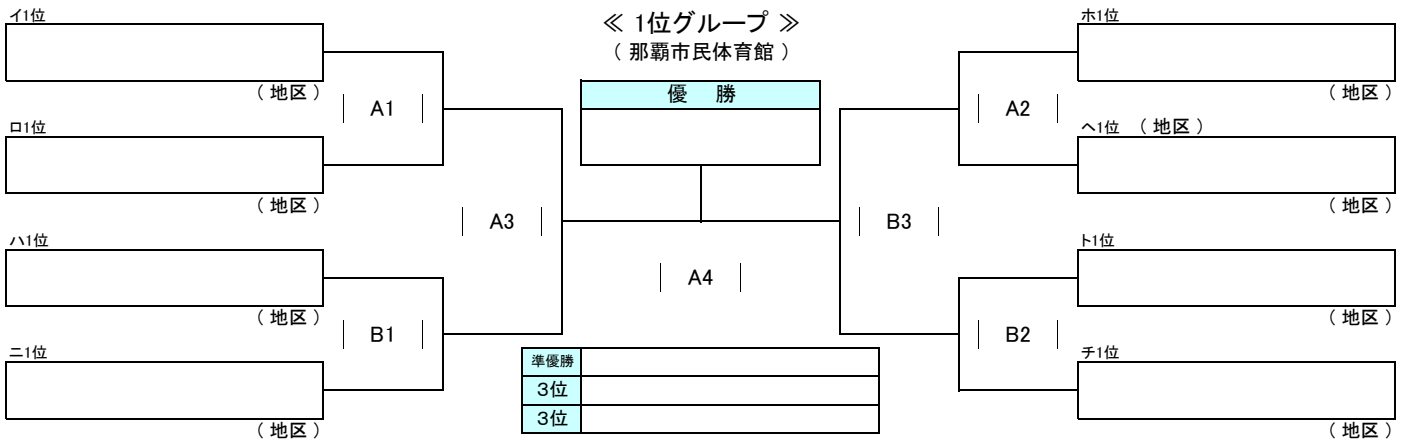 ≪ 1位グループ ≫
（ 那覇市民体育館 ）
イ1位
（ 地区 ）
A1
ロ1位
（ 地区 ）
A3
ハ1位
（ 地区 ）
B1
ニ1位
（ 地区 ）
優　勝
A4
準優勝
３位
３位
ホ1位
（ 地区 ）
A2
ヘ1位 （ 地区 ）
（ 地区 ）
B3
ト1位
（ 地区 ）
B2
チ1位
（ 地区 ）